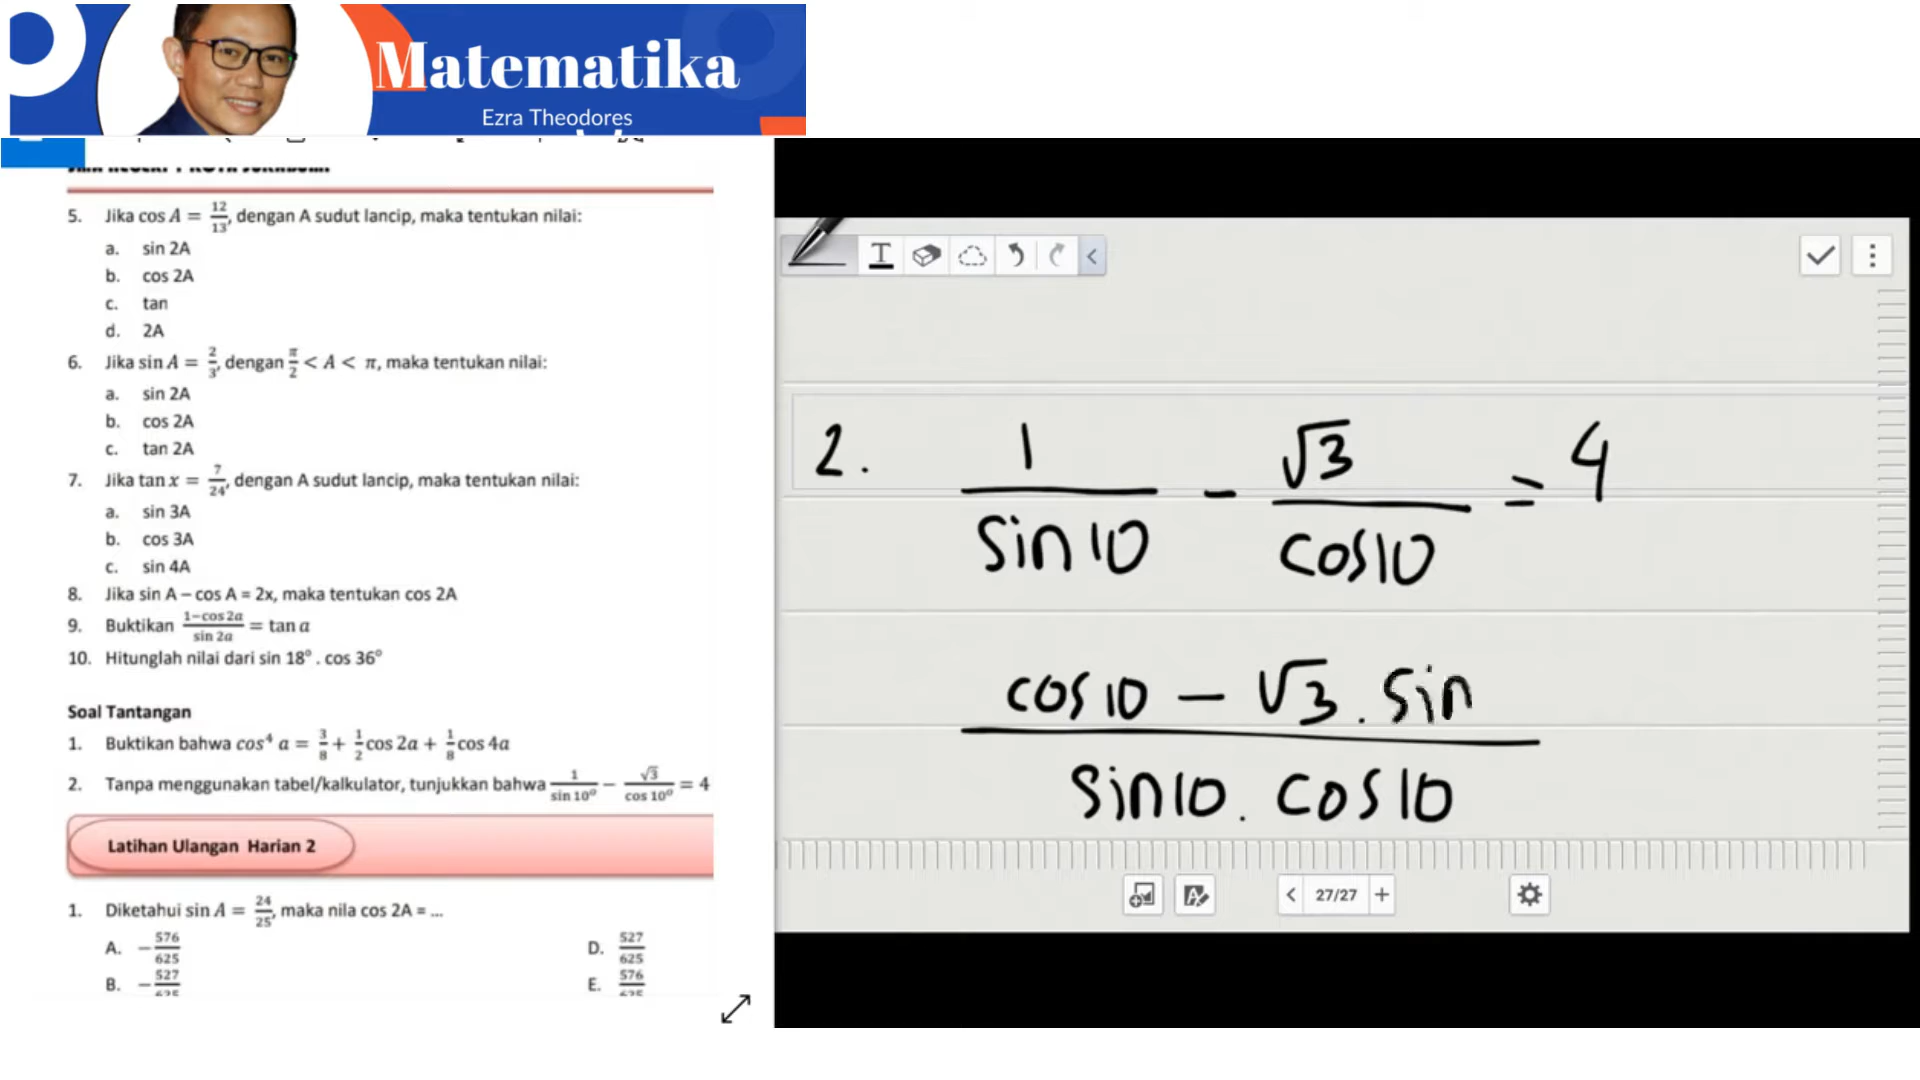 Matematika
Ezra Theodores
5. Jika cos A = 12/13, dengan A sudut lancip, maka tentukan nilai:
a. sin 2A
b. cos 2A
c. tan
d. 2A
6. Jika sin A = 2/3, dengan π/2 < A < π, maka tentukan nilai:
a. sin 2A
b. cos 2A
c. tan 2A
7. Jika tan x = 7/24, dengan A sudut lancip, maka tentukan nilai:
a. sin 3A
b. cos 3A
c. sin 4A
8. Jika sin A – cos A = 2x, maka tentukan cos 2A
9. Buktikan (1−cos 2a)/(sin 2a) = tan a
10. Hitunglah nilai dari sin 18° . cos 36°
Soal Tantangan
1. Buktikan bahwa cos⁴ a = 3/8 + 1/2 cos 2a + 1/8 cos 4a
2. Tanpa menggunakan tabel/kalkulator, tunjukkan bahwa 1/(sin 10°) − √3/(cos 10°) = 4
Latihan Ulangan Harian 2
1. Diketahui sin A = 24/25, maka nila cos 2A = ...
A. −576/625
D. 527/625
B. −527/625
E. 576/625
T
2. 1/(sin 10) − √3/(cos 10) = 4
(cos 10 − √3 . sin)/(sin 10 . cos 10)
27/27